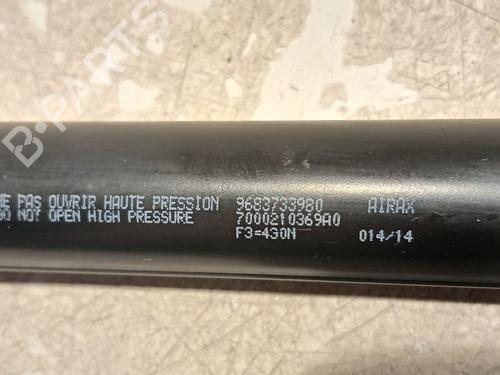 NE PAS OUVRIR HAUTE PRESSION 9683733980 AIRAX
DO NOT OPEN HIGH PRESSURE 7000210369A0
F3=430N 014/14
B-PARTS